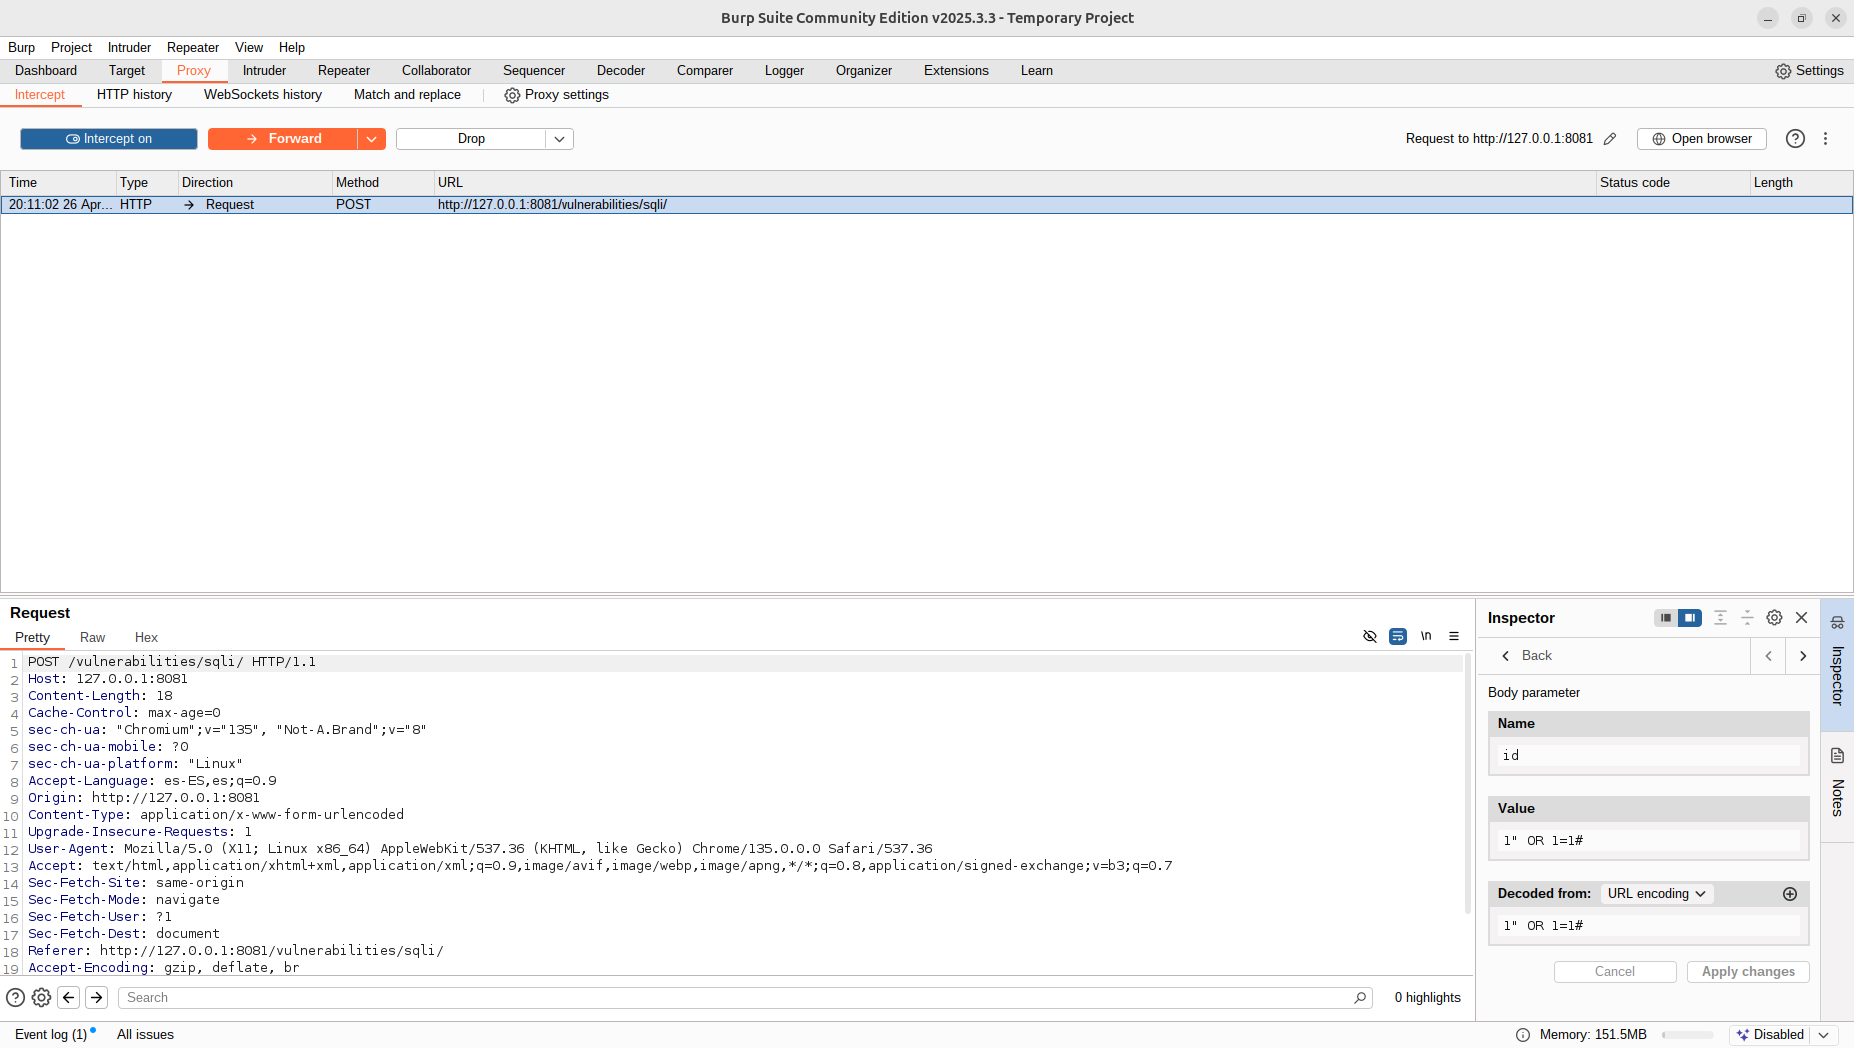 Burp Suite Community Edition v2025.3.3 - Temporary Project
Burp Project Intruder Repeater View Help
Dashboard Target Proxy Intruder Repeater Collaborator Sequencer Decoder Comparer Logger Organizer Extensions Learn Settings
Intercept HTTP history WebSockets history Match and replace Proxy settings
Intercept on Forward Drop Request to http://127.0.0.1:8081 Open browser
Time Type Direction Method URL Status code Length
20:11:02 26 Apr... HTTP Request POST http://127.0.0.1:8081/vulnerabilities/sqli/
Request
Pretty Raw Hex \n
1 POST /vulnerabilities/sqli/ HTTP/1.1
2 Host: 127.0.0.1:8081
3 Content-Length: 18
4 Cache-Control: max-age=0
5 sec-ch-ua: "Chromium";v="135", "Not-A.Brand";v="8"
6 sec-ch-ua-mobile: ?0
7 sec-ch-ua-platform: "Linux"
8 Accept-Language: es-ES,es;q=0.9
9 Origin: http://127.0.0.1:8081
10 Content-Type: application/x-www-form-urlencoded
11 Upgrade-Insecure-Requests: 1
12 User-Agent: Mozilla/5.0 (X11; Linux x86_64) AppleWebKit/537.36 (KHTML, like Gecko) Chrome/135.0.0.0 Safari/537.36
13 Accept: text/html,application/xhtml+xml,application/xml;q=0.9,image/avif,image/webp,image/apng,*/*;q=0.8,application/signed-exchange;v=b3;q=0.7
14 Sec-Fetch-Site: same-origin
15 Sec-Fetch-Mode: navigate
16 Sec-Fetch-User: ?1
17 Sec-Fetch-Dest: document
18 Referer: http://127.0.0.1:8081/vulnerabilities/sqli/
19 Accept-Encoding: gzip, deflate, br
Search 0 highlights
Inspector
Back
Body parameter
Name
id
Value
1" OR 1=1#
Decoded from: URL encoding
1" OR 1=1#
Cancel Apply changes
Inspector
Notes
Event log (1) All issues Memory: 151.5MB Disabled